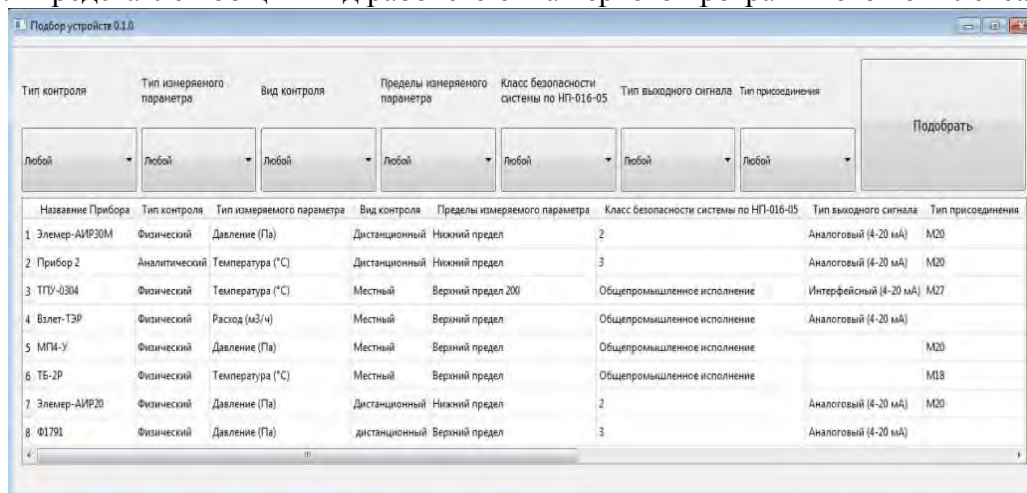 Подбор устройств 0.1.0
Тип контроля Тип измеряемого параметра Вид контроля Пределы измеряемого параметра Класс безопасности системы по НП-016-05 Тип выходного сигнала Тип присоединения Подобрать
Любой Любой Любой Любой Любой Любой Любой
Назавние Прибора Тип контроля Тип измеряемого параметра Вид контроля Пределы измеряемого параметра Класс безопасности системы по НП-016-05 Тип выходного сигнала Тип присоединения
1 Элемер-АИР30М Физический Давление (Па) Дистанционный Нижний предел 2 Аналоговый (4-20 мА) М20
2 Прибор 2 Аналитический Температура (°С) Дистанционный Нижний предел 3 Аналоговый (4-20 мА) М20
3 ТПУ-0304 Физический Температура (°С) Местный Верхний предел 200 Общепромышленное исполнение Интерфейсный (4-20 мА) М27
4 Взлет-ТЭР Физический Расход (м3/ч) Местный Верхний предел Общепромышленное исполнение Аналоговый (4-20 мА)
5 МП4-У Физический Давление (Па) Местный Верхний предел Общепромышленное исполнение М20
6 ТБ-2Р Физический Температура (°С) Местный Верхний предел Общепромышленное исполнение М18
7 Элемер-АИР20 Физический Давление (Па) Дистанционный Нижний предел 2 Аналоговый (4-20 мА) М20
8 Ф1791 Физический Давление (Па) дистанционный Верхний предел 3 Аналоговый (4-20 мА)